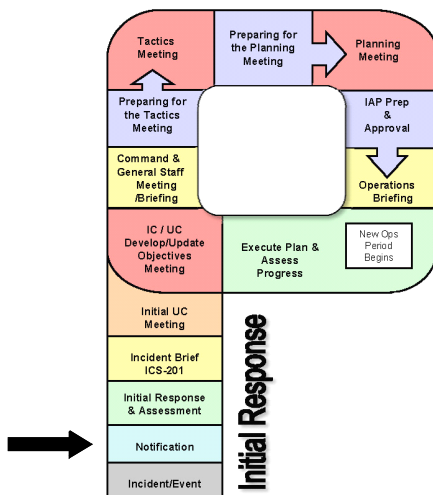 Tactics
Meeting
Preparing for
the Planning
Meeting
Planning
Meeting
Preparing for
the Tactics
Meeting
IAP Prep
&
Approval
Command &
General Staff
Meeting
/Briefing
Operations
Briefing
IC / UC
Develop/Update
Objectives
Meeting
Execute Plan &
Assess
Progress
New Ops
Period
Begins
Initial UC
Meeting
Incident Brief
ICS-201
Initial Response
& Assessment
Notification
Incident/Event
Initial Response